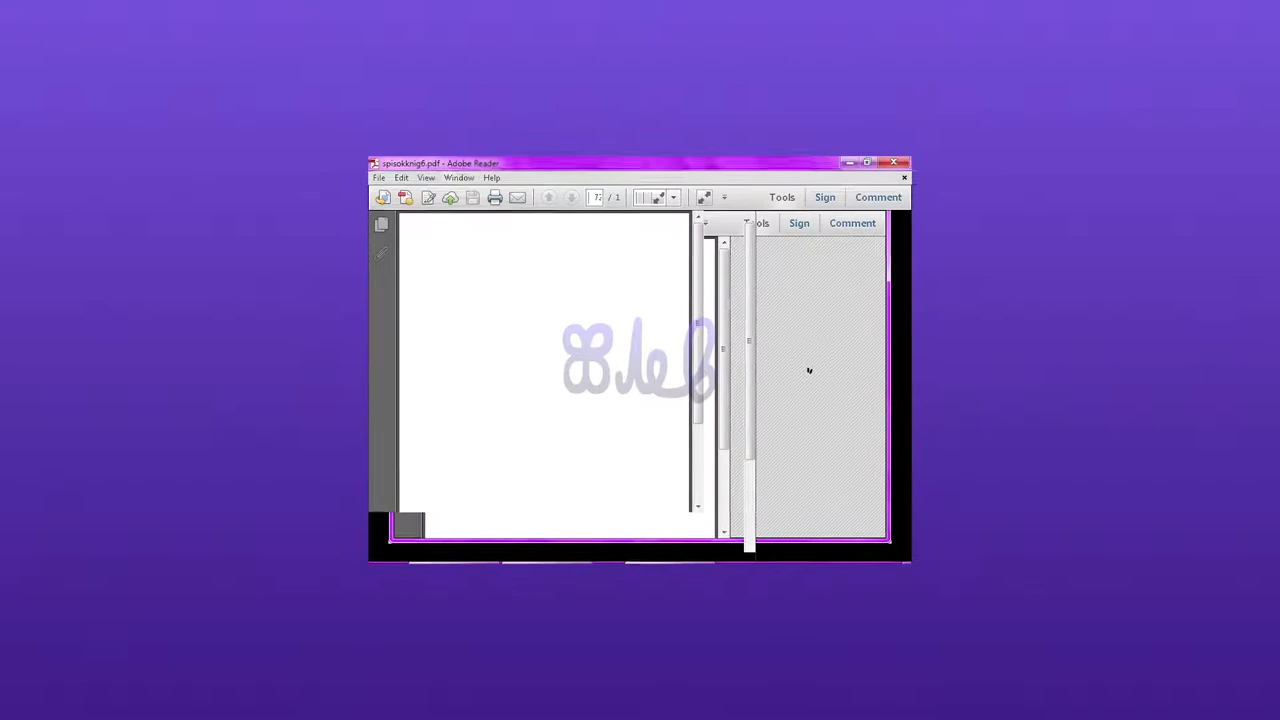 spisokknig6.pdf - Adobe Reader
File Edit View Window Help
/ 1 Tools Sign Comment
Sign Comment